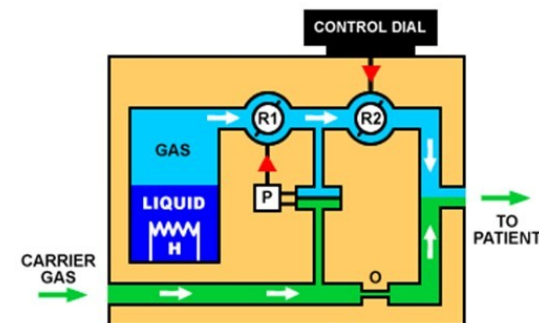 CONTROL DIAL
R1
R2
GAS
P
LIQUID
H
TO
PATIENT
CARRIER
GAS
O